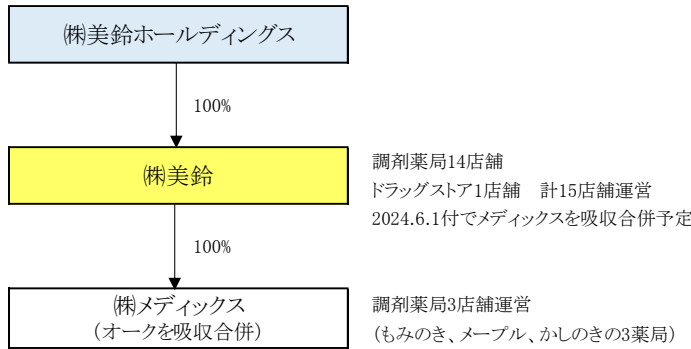 ㈱美鈴ホールディングス
100%
㈱美鈴
調剤薬局14店舗
ドラッグストア1店舗　計15店舗運営
2024.6.1付でメディックスを吸収合併予定
100%
㈱メディックス
（オークを吸収合併）
調剤薬局3店舗運営
（もみのき、メープル、かしのきの3薬局）